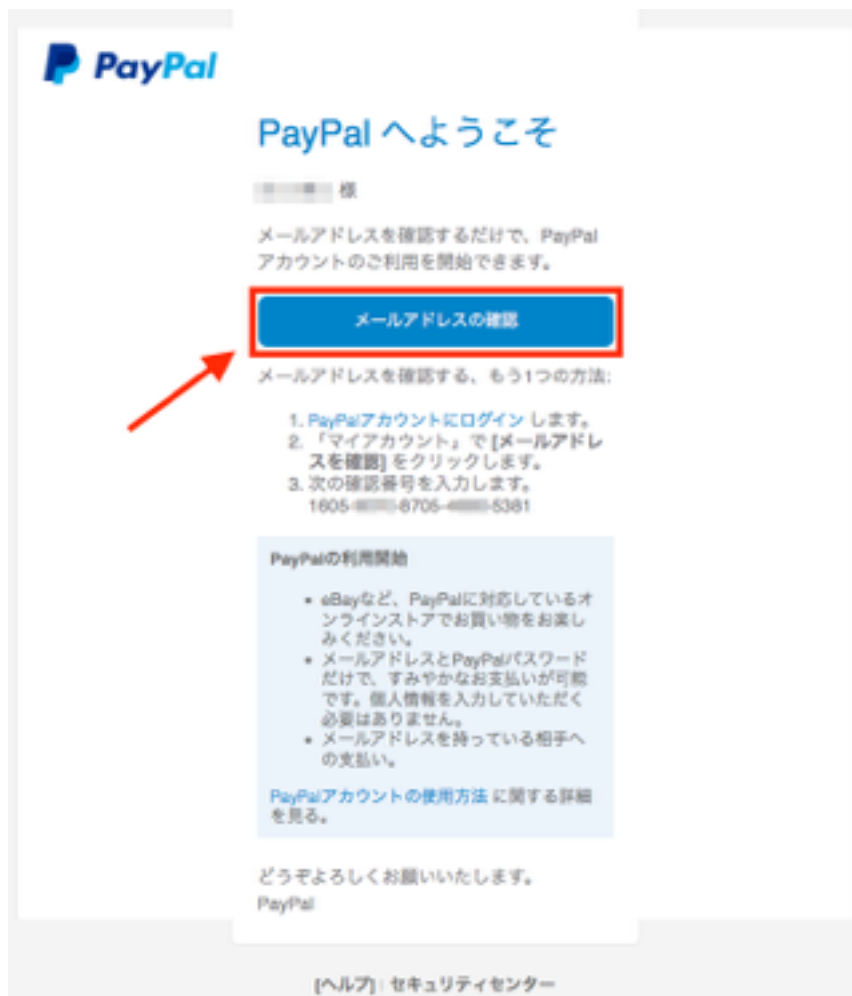 PayPal
PayPal へようこそ
様
メールアドレスを確認するだけで、PayPal
アカウントのご利用を開始できます。
メールアドレスの確認
メールアドレスを確認する、もう1つの方法:
1. PayPalアカウントにログイン します。
2. 「マイアカウント」で [メールアドレ
スを確認] をクリックします。
3. 次の確認番号を入力します。
1605- -8705- -5381
PayPalの利用開始
• eBayなど、PayPalに対応しているオ
ンラインストアでお買い物をお楽し
みください。
• メールアドレスとPayPalパスワード
だけで、すみやかなお支払いが可能
です。個人情報を入力していただく
必要はありません。
• メールアドレスを持っている相手へ
の支払い。
PayPalアカウントの使用方法 に関する詳細
を見る。
どうぞよろしくお願いいたします。
PayPal
[ヘルプ] | セキュリティセンター